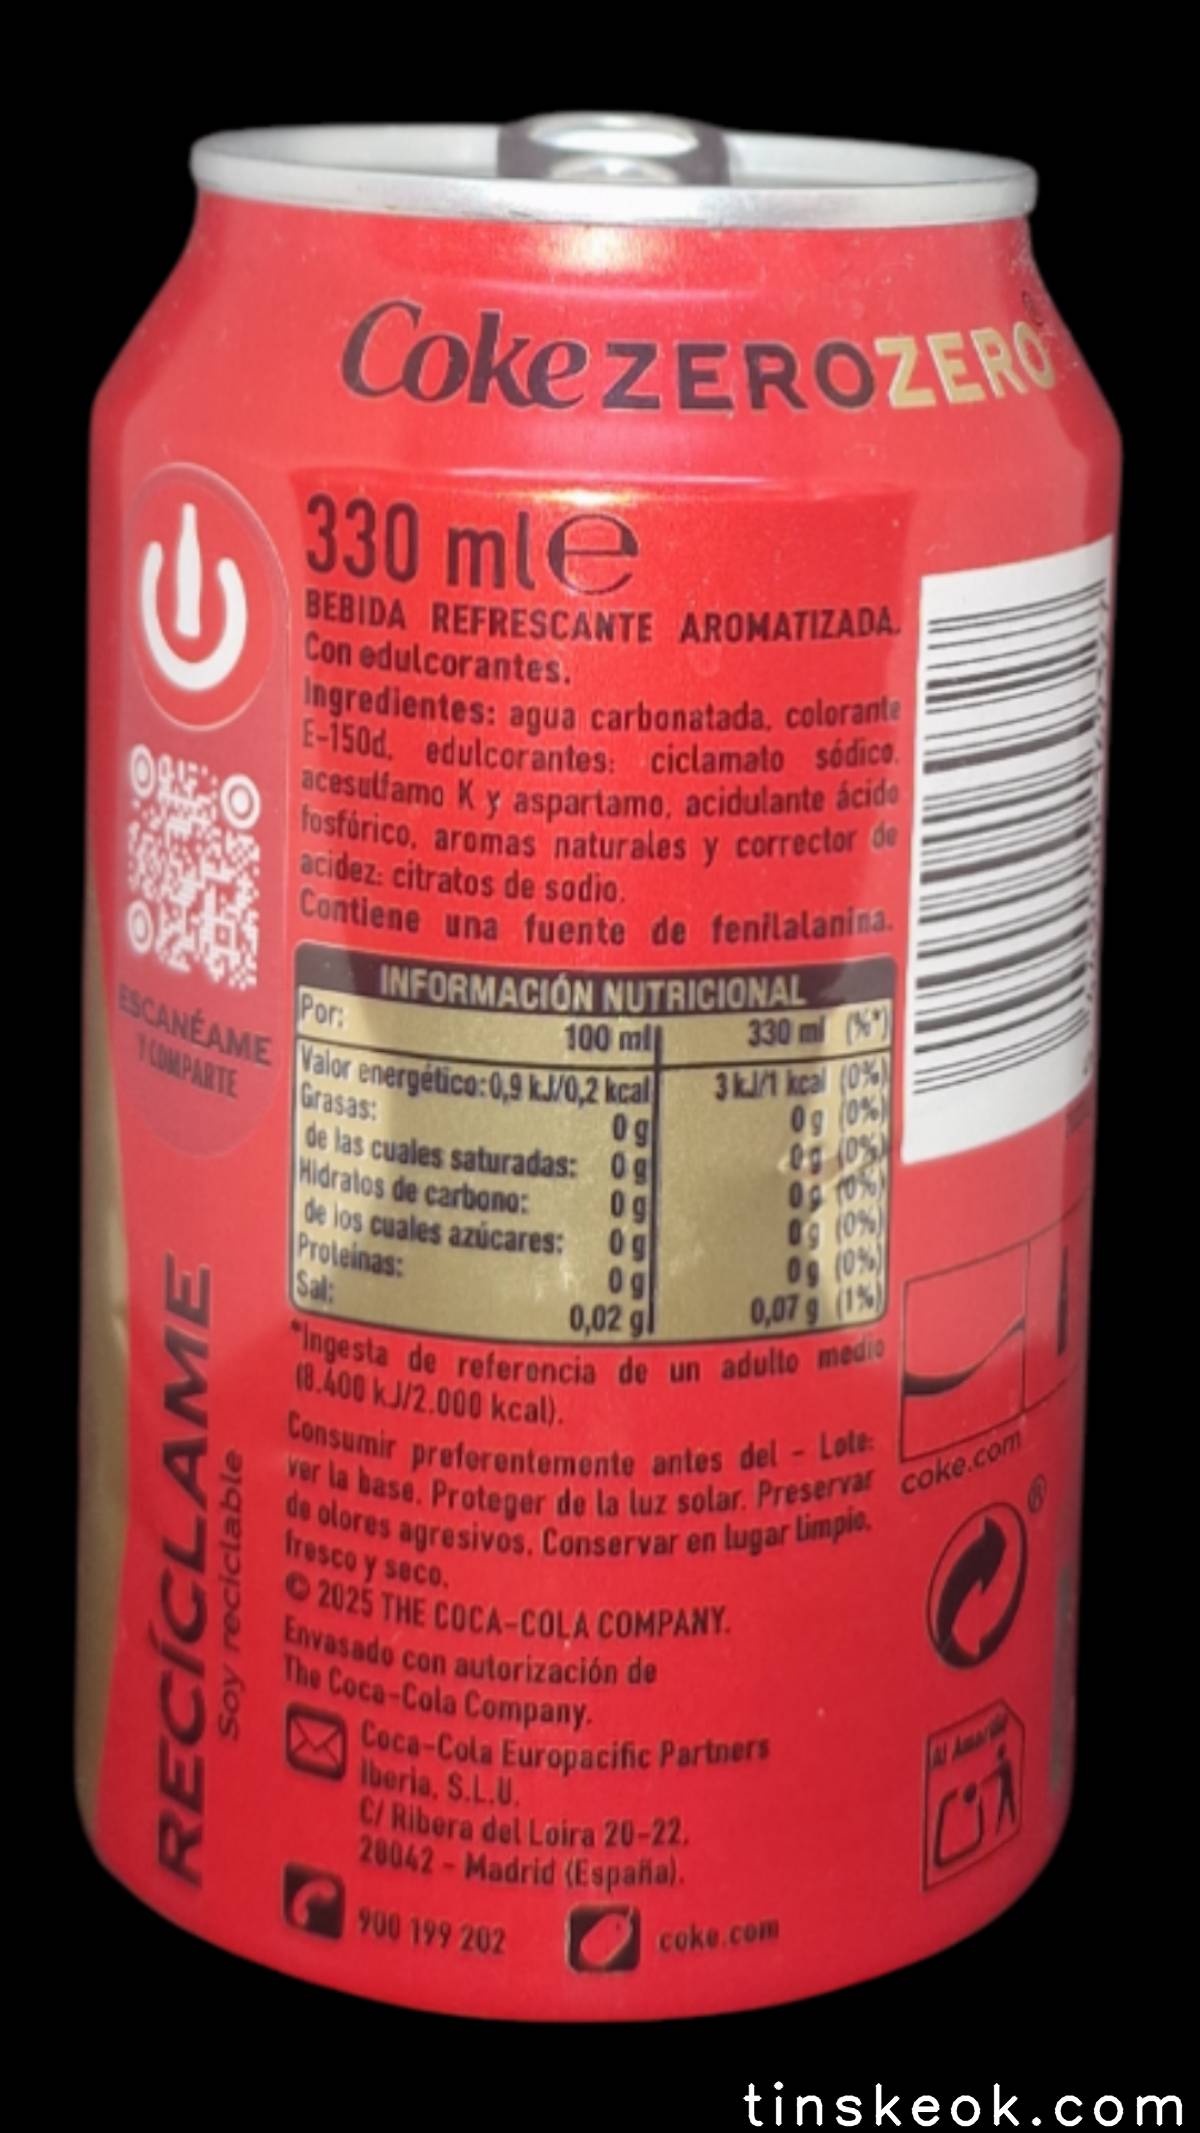 Coke ZERO ZERO
330 ml e
BEBIDA REFRESCANTE AROMATIZADA.
Con edulcorantes.
Ingredientes: agua carbonatada, colorante
E-150d, edulcorantes: ciclamato sódico,
acesulfamo K y aspartamo, acidulante ácido
fosfórico, aromas naturales y corrector de
acidez: citratos de sodio.
Contiene una fuente de fenilalanina.
INFORMACIÓN NUTRICIONAL
Por: 100 ml 330 ml (%*)
Valor energético: 0,9 kJ/0,2 kcal 3 kJ/1 kcal (0%)
Grasas: 0 g 0 g (0%)
de las cuales saturadas: 0 g 0 g (0%)
Hidratos de carbono: 0 g 0 g (0%)
de los cuales azúcares: 0 g 0 g (0%)
Proteínas: 0 g 0 g (0%)
Sal: 0,02 g 0,07 g (1%)
*Ingesta de referencia de un adulto medio
(8.400 kJ/2.000 kcal).
Consumir preferentemente antes del - Lote:
ver la base. Proteger de la luz solar. Preservar
de olores agresivos. Conservar en lugar limpio,
fresco y seco.
© 2025 THE COCA-COLA COMPANY.
Envasado con autorización de
The Coca-Cola Company.
Coca-Cola Europacific Partners
Iberia, S.L.U.
C/ Ribera del Loira 20-22.
28042 - Madrid (España).
900 199 202
coke.com
ESCANÉAME
Y COMPARTE
RECÍCLAME
Soy reciclable
coke.com
®
Al Amarillo
tinskeok.com